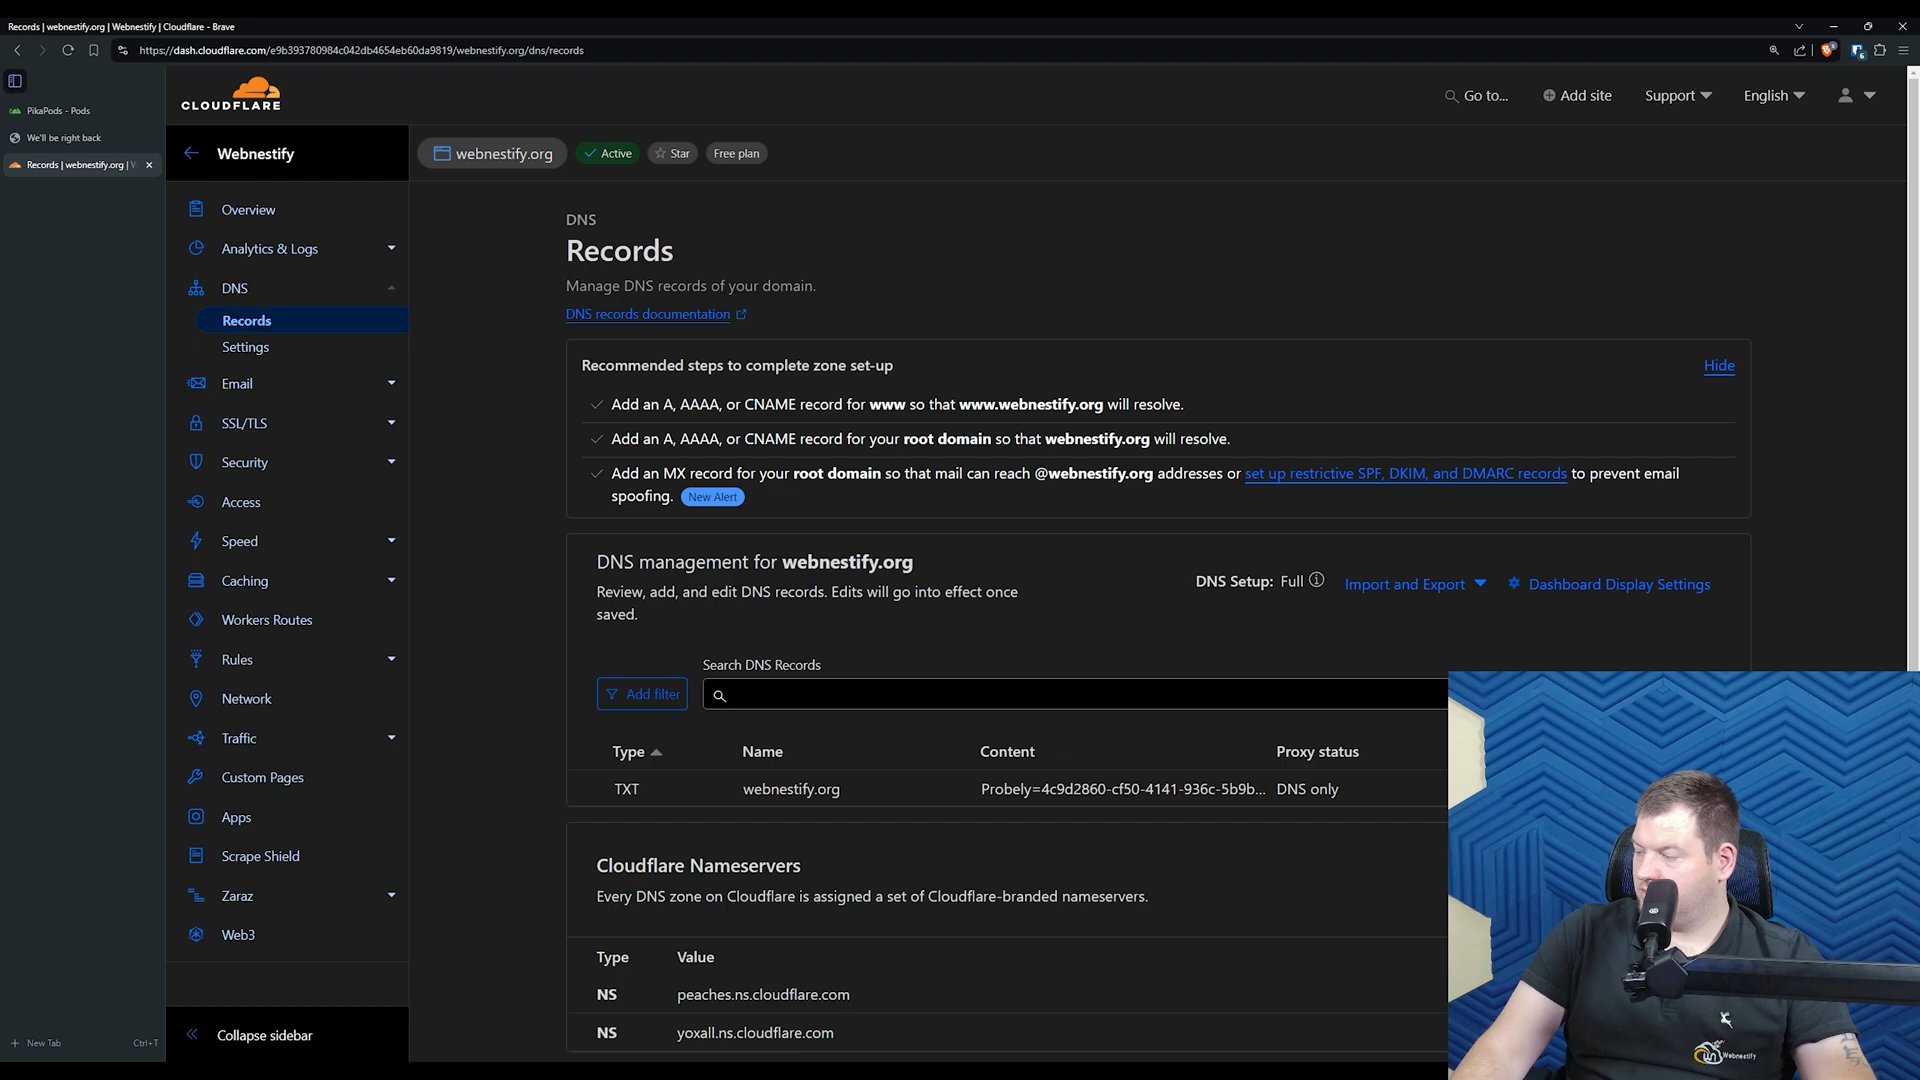 Records | webnestify.org | Webnestify | Cloudflare - Brave
https://dash.cloudflare.com/e9b393780984c042db4654eb60da9819/webnestify.org/dns/records
PikaPods - Pods
We'll be right back
Records | webnestify.org |
CLOUDFLARE
Go to...
Add site
Support
English
Webnestify
webnestify.org
Active
Star
Free plan
Overview
Analytics & Logs
DNS
Records
Settings
Email
SSL/TLS
Security
Access
Speed
Caching
Workers Routes
Rules
Network
Traffic
Custom Pages
Apps
Scrape Shield
Zaraz
Web3
Collapse sidebar
New Tab
Ctrl+T
DNS
Records
Manage DNS records of your domain.
DNS records documentation
Recommended steps to complete zone set-up
Hide
Add an A, AAAA, or CNAME record for www so that www.webnestify.org will resolve.
Add an A, AAAA, or CNAME record for your root domain so that webnestify.org will resolve.
Add an MX record for your root domain so that mail can reach @webnestify.org addresses or set up restrictive SPF, DKIM, and DMARC records to prevent email
spoofing. New Alert
DNS management for webnestify.org
Review, add, and edit DNS records. Edits will go into effect once
saved.
DNS Setup: Full
Import and Export
Dashboard Display Settings
Search DNS Records
Add filter
Type Name Content Proxy status
TXT webnestify.org Probely=4c9d2860-cf50-4141-936c-5b9b... DNS only
Cloudflare Nameservers
Every DNS zone on Cloudflare is assigned a set of Cloudflare-branded nameservers.
Type Value
NS peaches.ns.cloudflare.com
NS yoxall.ns.cloudflare.com
Webnestify